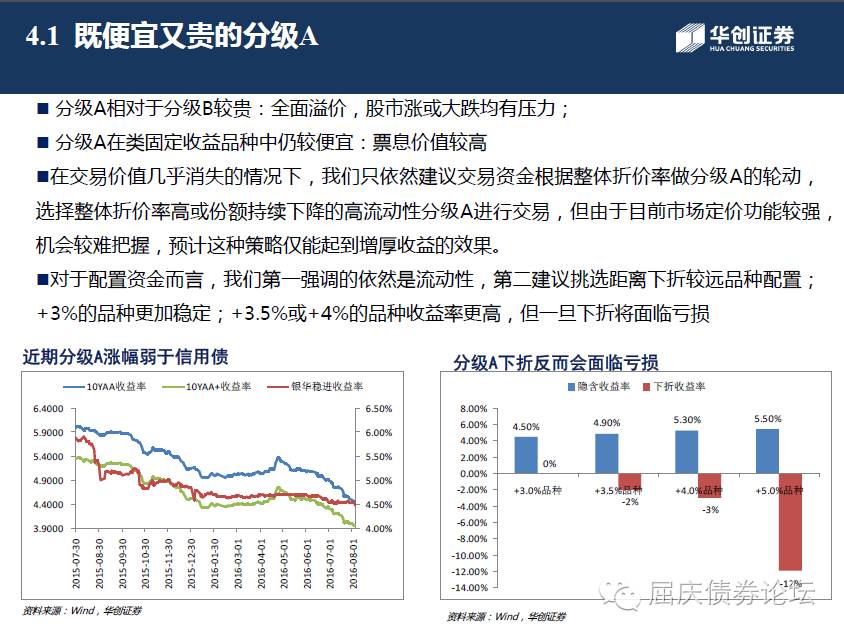 4.1 既便宜又贵的分级A
华创证券
HUA CHUANG SECURITIES
■ 分级A相对于分级B较贵：全面溢价，股市涨或大跌均有压力；
■ 分级A在类固定收益品种中仍较便宜：票息价值较高
■在交易价值几乎消失的情况下，我们只依然建议交易资金根据整体折价率做分级A的轮动，
选择整体折价率高或份额持续下降的高流动性分级A进行交易，但由于目前市场定价功能较强，
机会较难把握，预计这种策略仅能起到增厚收益的效果。
■对于配置资金而言，我们第一强调的依然是流动性，第二建议挑选距离下折较远品种配置；
+3%的品种更加稳定；+3.5%或+4%的品种收益率更高，但一旦下折将面临亏损
近期分级A涨幅弱于信用债
10YAA收益率 10YAA+收益率 银华稳进收益率
6.4000 6.50%
5.9000 6.00%
5.4000 5.50%
4.9000 5.00%
4.4000 4.50%
3.9000 4.00%
2015-07-30
2015-08-30
2015-09-30
2015-10-30
2015-11-30
2015-12-30
2016-01-30
2016-03-01
2016-04-01
2016-05-01
2016-06-01
2016-07-01
2016-08-01
资料来源：Wind，华创证券
分级A下折反而会面临亏损
隐含收益率 下折收益率
8.00%
6.00%
4.00%
2.00%
0.00%
-2.00%
-4.00%
-6.00%
-8.00%
-10.00%
-12.00%
-14.00%
4.50% 4.90% 5.30% 5.50%
0% -2% -3% -12%
+3.0%品种 +3.5%品种 +4.0%品种 +5.0%品种
资料来源：Wind，华创证券
屈庆债券论坛